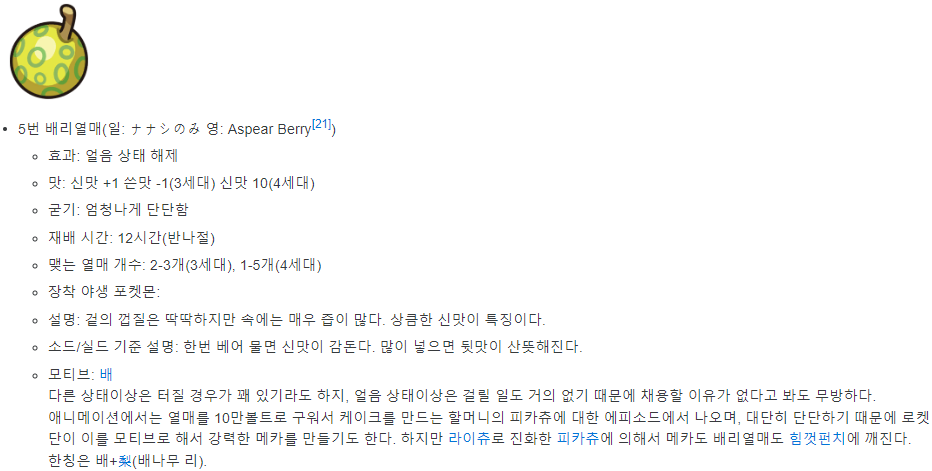 5번 배리열매(일: ナナシのみ 영: Aspear Berry[21])
효과: 얼음 상태 해제
맛: 신맛 +1 쓴맛 -1(3세대) 신맛 10(4세대)
굳기: 엄청나게 단단함
재배 시간: 12시간(반나절)
맺는 열매 개수: 2-3개(3세대), 1-5개(4세대)
장착 야생 포켓몬:
설명: 겉의 껍질은 딱딱하지만 속에는 매우 즙이 많다. 상큼한 신맛이 특징이다.
소드/실드 기준 설명: 한번 베어 물면 신맛이 감돈다. 많이 넣으면 뒷맛이 산뜻해진다.
모티브: 배
다른 상태이상은 터질 경우가 꽤 있기라도 하지, 얼음 상태이상은 걸릴 일도 거의 없기 때문에 채용할 이유가 없다고 봐도 무방하다.
애니메이션에서는 열매를 10만볼트로 구워서 케이크를 만드는 할머니의 피카츄에 대한 에피소드에서 나오며, 대단히 단단하기 때문에 로켓
단이 이를 모티브로 해서 강력한 메카를 만들기도 한다. 하지만 라이츄로 진화한 피카츄에 의해서 메카도 배리열매도 힘껏펀치에 깨진다.
한칭은 배+梨(배나무 리).